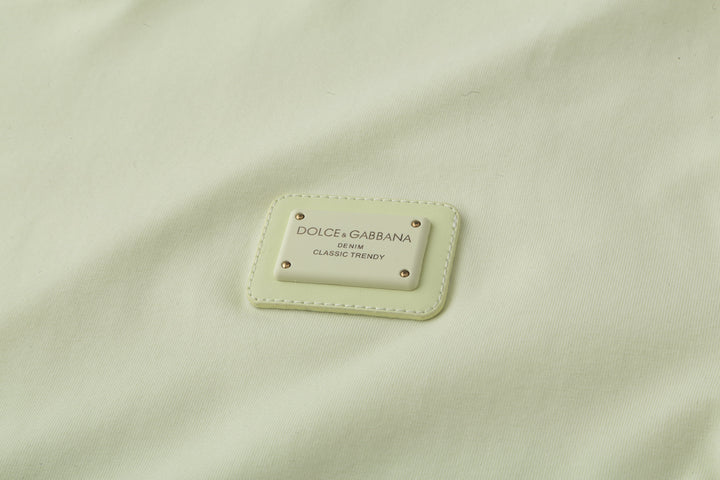 DOLCE & GABBANA
DENIM
CLASSIC TRENDY